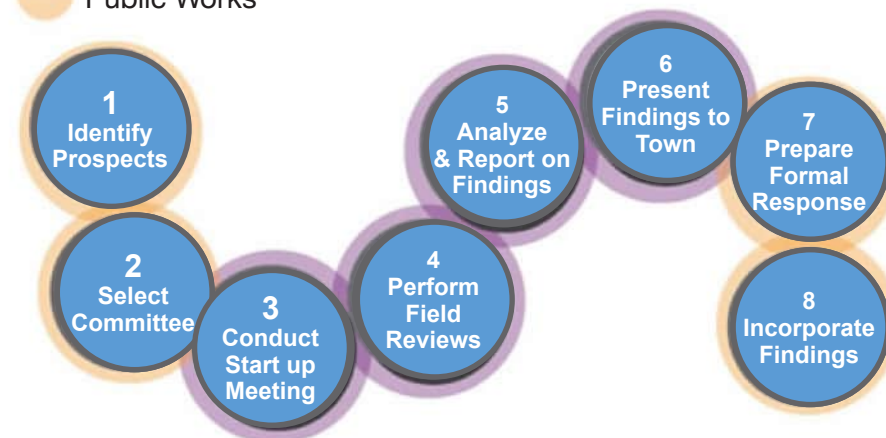 Public Works
1
Identify
Prospects
2
Select
Committee
3
Conduct
Start up
Meeting
4
Perform
Field
Reviews
5
Analyze
& Report on
Findings
6
Present
Findings to
Town
7
Prepare
Formal
Response
8
Incorporate
Findings